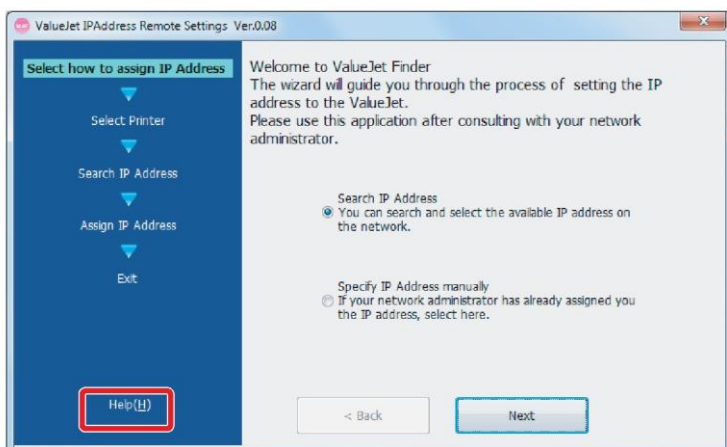 ValueJet IPAddress Remote Settings Ver.0.08
Select how to assign IP Address
Select Printer
Search IP Address
Assign IP Address
Exit
Help(H)
Welcome to ValueJet Finder
The wizard will guide you through the process of setting the IP
address to the ValueJet.
Please use this application after consulting with your network
administrator.
Search IP Address
You can search and select the available IP address on
the network.
Specify IP Address manually
If your network administrator has already assigned you
the IP address, select here.
< Back
Next